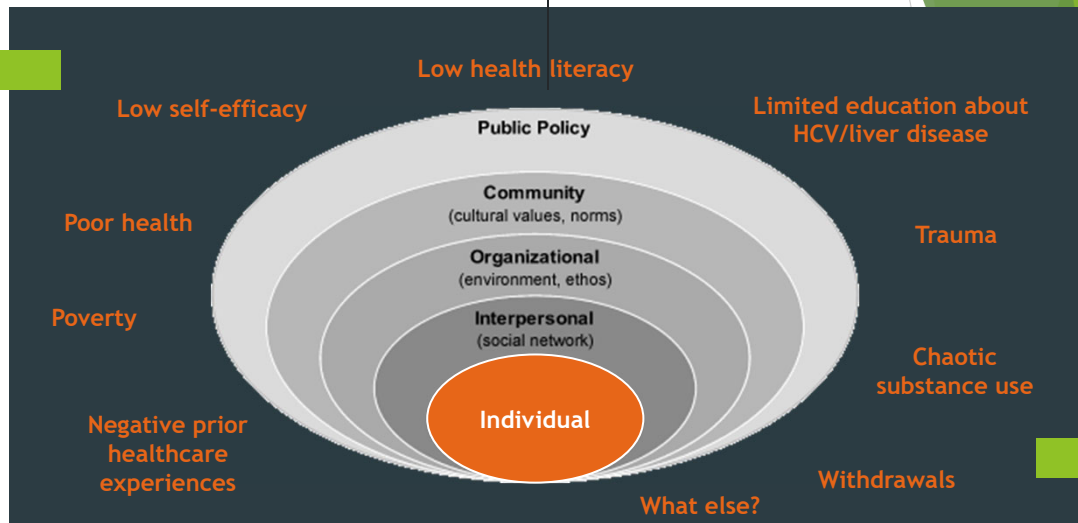 Low health literacy
Low self-efficacy
Limited education about
HCV/liver disease
Public Policy
Community
(cultural values, norms)
Poor health
Trauma
Organizational
(environment, ethos)
Poverty
Interpersonal
(social network)
Chaotic
substance use
Individual
Negative prior
healthcare
experiences
Withdrawals
What else?